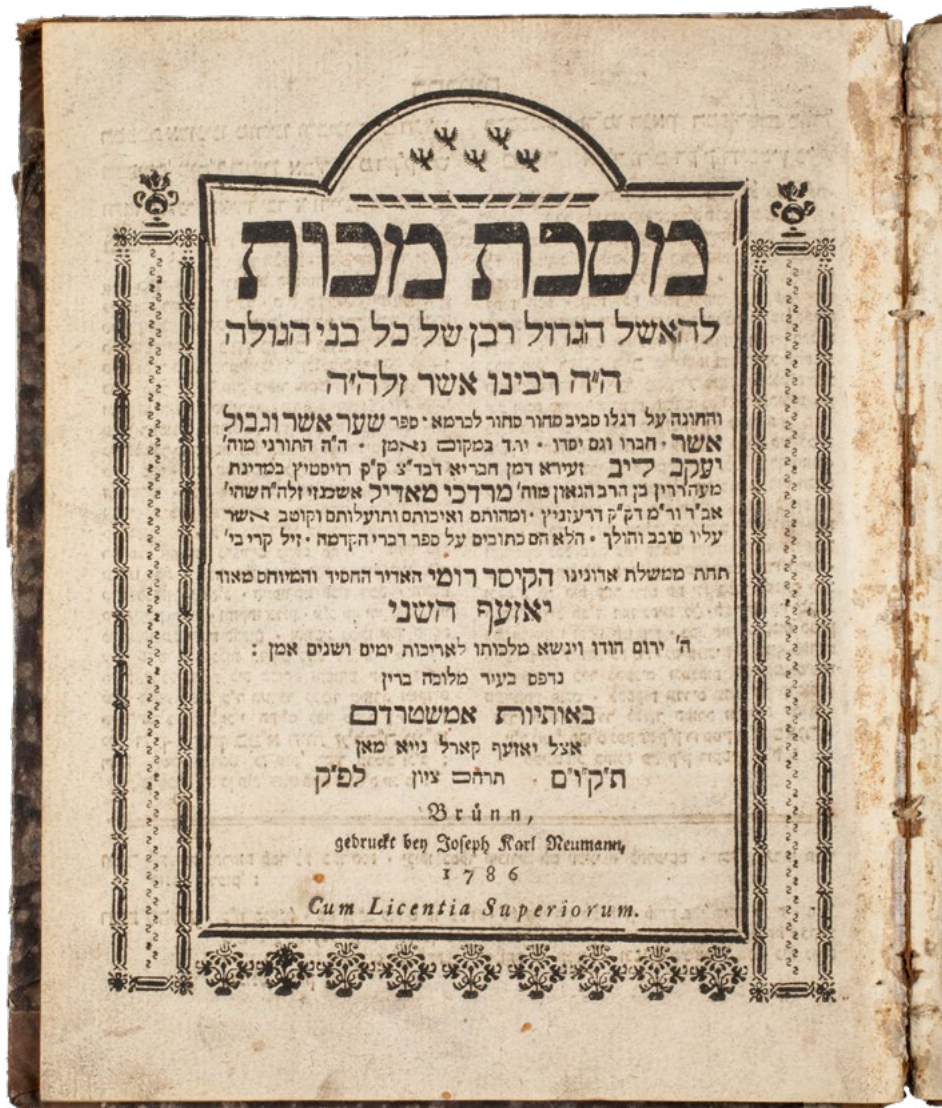 מסכת מכות
להאשל הגדול רבן של כל בני הגולה
ה״ה רבינו אשר זלה״ה
והחונה על דגלו סביב סחור סחור לכרמא · ספר שער אשר וגבול
אשר · חברו וגם יסדו · יתד במקום נאמן · ה״ה התורני מוה׳
יעקב ליב זעירא דמן חבריא דבד״צ ק״ק רויסטיץ במדינת
מעהררין בן הרב הגאון מוה׳ מרדכי מאדיל אשכנזי זלה״ה שהי׳
אב״ד ור״מ דק״ק דרעזניץ · ומהותם ואיכותם ותועלותם וקוטב אשר
עליו סובב והולך · הלא הם כתובים על ספר דברי הקדמה · זיל קרי בי׳
תחת ממשלת אדונינו הקיסר רומי האדיר החסיד והמיוחס מאוד
יאזעף השני
ה׳ ירום הודו וינשא מלכותו לאריכות ימים ושנים אמן :
נדפס בעיר מלוכה ברין
באותיות אמשטרדם
אצל יאזעף קארל נייא מאן
ת״ק״י״ם תרחם ציון לפ״ק
Brünn,
gedruckt bey Joseph Karl Neumann,
1786
Cum Licentia Superiorum.